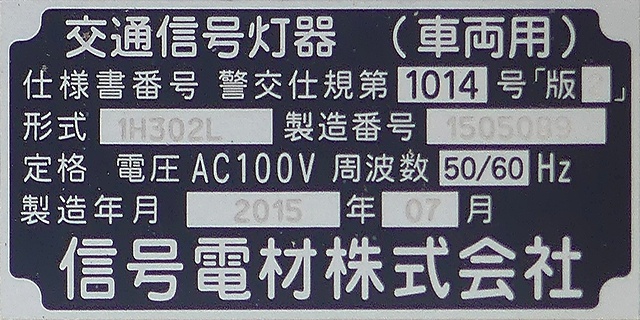 交通信号灯器 （車両用）
仕様書番号 警交仕規第 1014 号「版 」
形式 1H302L 製造番号 1505089
定格 電圧 AC100V 周波数 50/60 Hz
製造年月 2015 年 07 月
信号電材株式会社